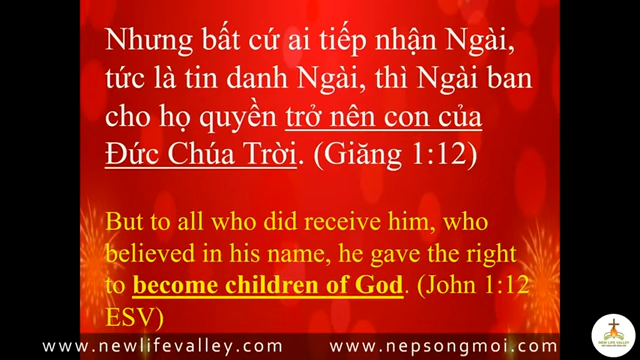 Nhưng bất cứ ai tiếp nhận Ngài,
tức là tin danh Ngài, thì Ngài ban
cho họ quyền trở nên con của
Đức Chúa Trời. (Giăng 1:12)
But to all who did receive him, who
believed in his name, he gave the right
to become children of God. (John 1:12
ESV)
www.newlifevalley.com www.nepsongmoi.com
NEW LIFE VALLEY